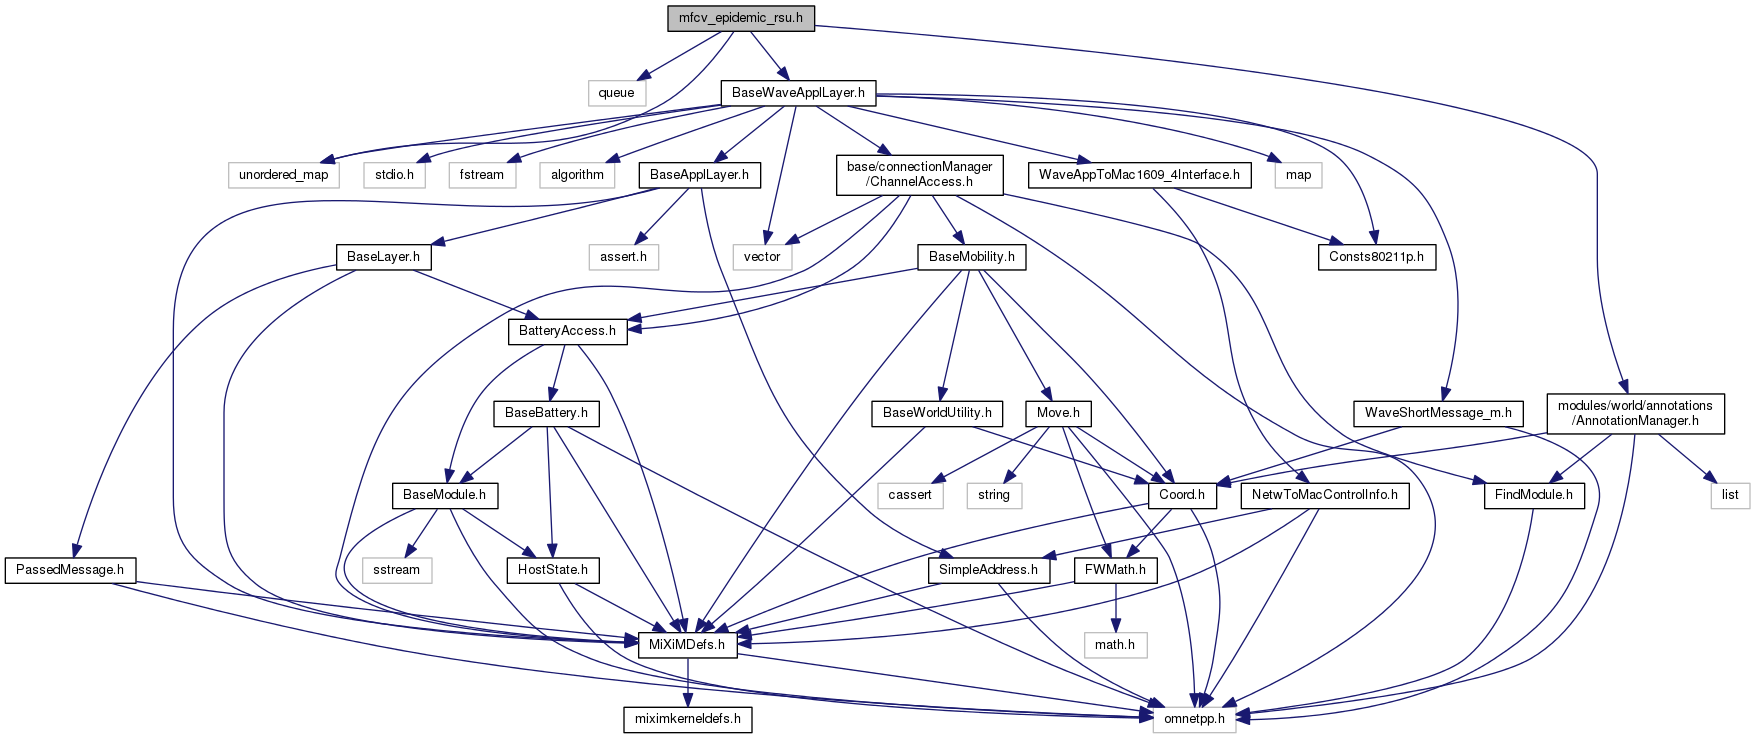 mfcv_epidemic_rsu.h
queue
BaseWaveApplLayer.h
unordered_map
stdio.h
fstream
algorithm
BaseApplLayer.h
base/connectionManager
/ChannelAccess.h
WaveAppToMac1609_4Interface.h
map
BaseLayer.h
assert.h
vector
BaseMobility.h
Consts80211p.h
BatteryAccess.h
BaseBattery.h
BaseWorldUtility.h
Move.h
WaveShortMessage_m.h
modules/world/annotations
/AnnotationManager.h
BaseModule.h
cassert
string
Coord.h
NetwToMacControlInfo.h
FindModule.h
list
PassedMessage.h
sstream
HostState.h
SimpleAddress.h
FWMath.h
MiXiMDefs.h
math.h
miximkerneldefs.h
omnetpp.h